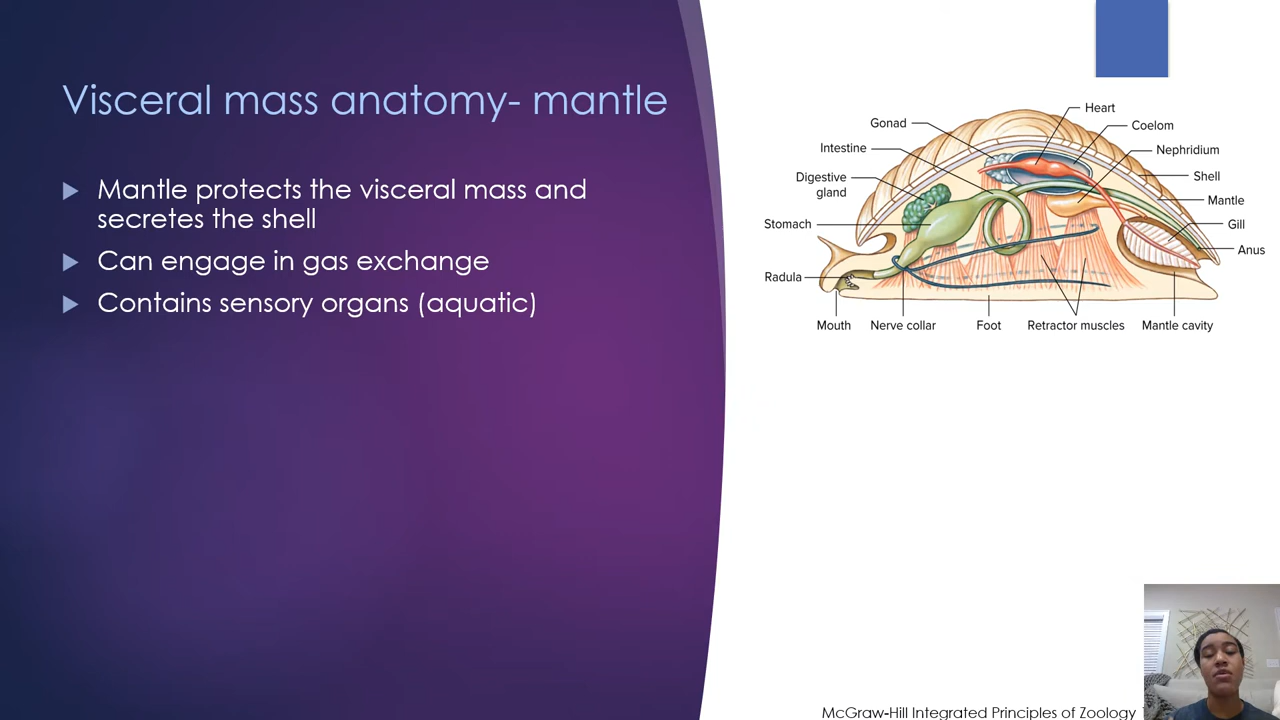 Visceral mass anatomy- mantle
Mantle protects the visceral mass and
secretes the shell
Can engage in gas exchange
Contains sensory organs (aquatic)
Heart
Gonad
Coelom
Intestine
Nephridium
Digestive
gland
Shell
Mantle
Stomach
Gill
Anus
Radula
Mouth
Nerve collar
Foot
Retractor muscles
Mantle cavity
McGraw-Hill Integrated Principles of Zoology